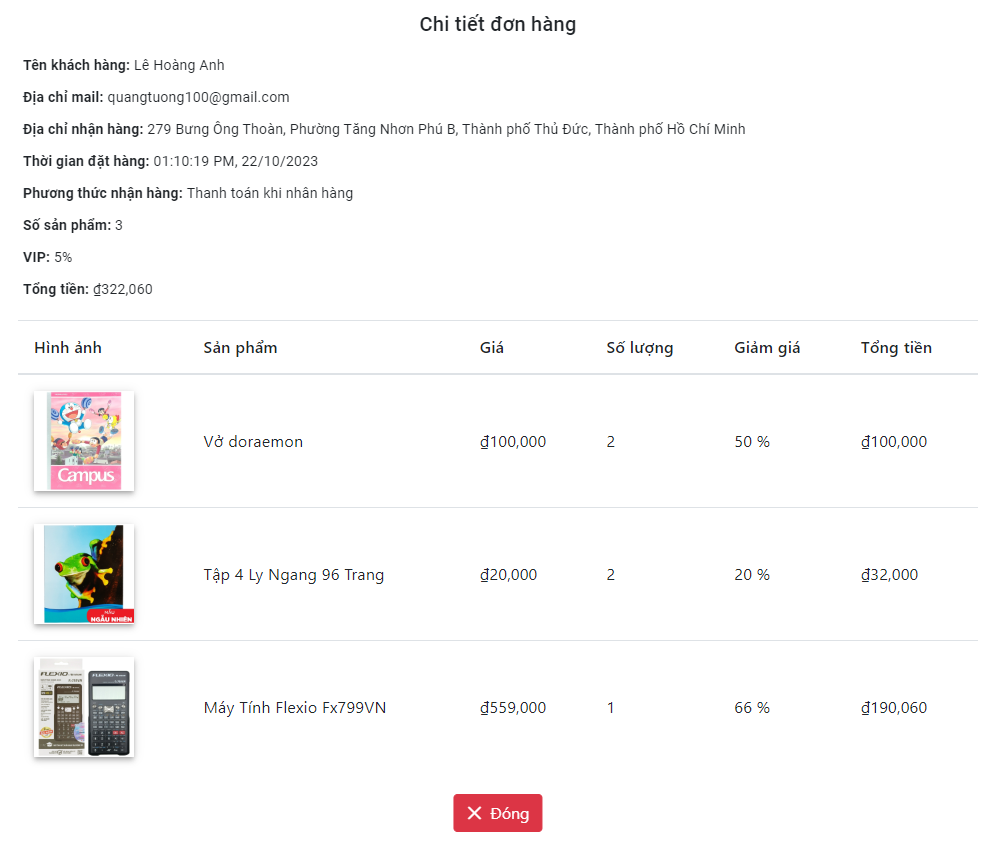 Chi tiết đơn hàng
Tên khách hàng: Lê Hoàng Anh
Địa chỉ mail: quangtuong100@gmail.com
Địa chỉ nhận hàng: 279 Bưng Ông Thoàn, Phường Tăng Nhơn Phú B, Thành phố Thủ Đức, Thành phố Hồ Chí Minh
Thời gian đặt hàng: 01:10:19 PM, 22/10/2023
Phương thức nhận hàng: Thanh toán khi nhân hàng
Số sản phẩm: 3
VIP: 5%
Tổng tiền: ₫322,060
Hình ảnh Sản phẩm Giá Số lượng Giảm giá Tổng tiền
Campus
Vở doraemon ₫100,000 2 50 % ₫100,000
MẪU
NGẪU NHIÊN
Tập 4 Ly Ngang 96 Trang ₫20,000 2 20 % ₫32,000
FLEXIO
Máy Tính Flexio Fx799VN ₫559,000 1 66 % ₫190,060
Đóng